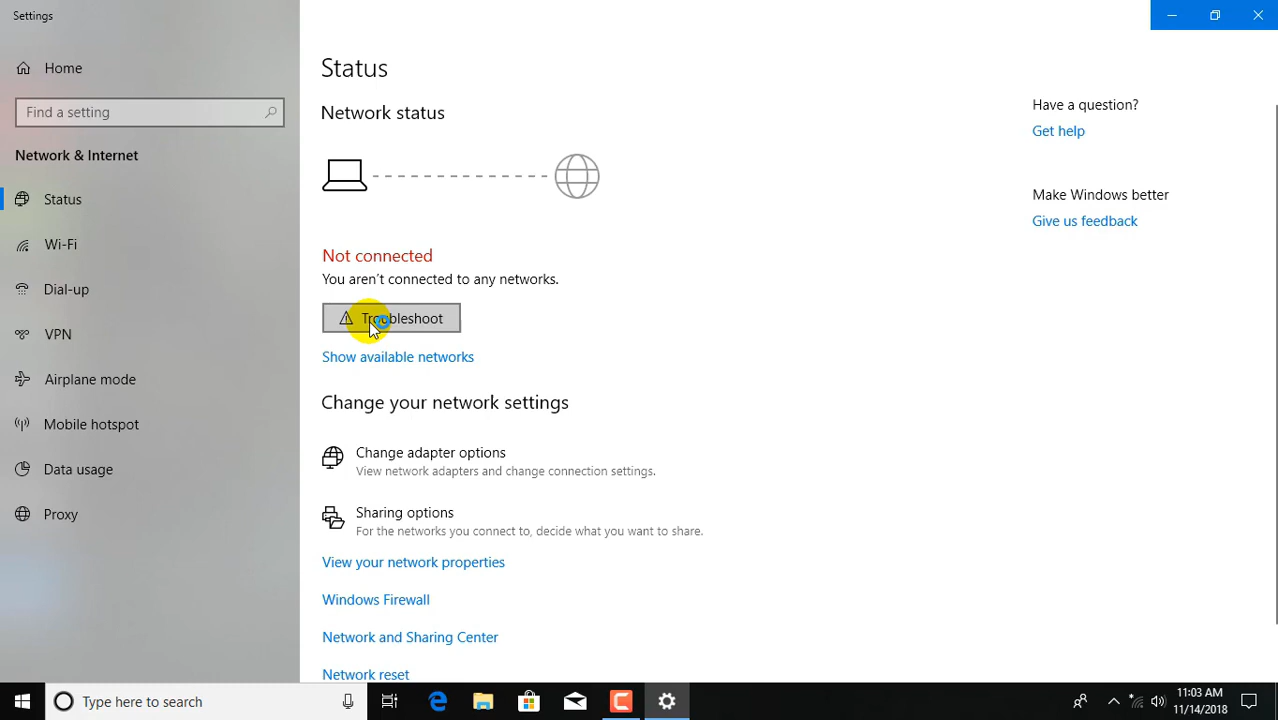 Settings
Home
Find a setting
Network & Internet
Status
Wi-Fi
Dial-up
VPN
Airplane mode
Mobile hotspot
Data usage
Proxy
Status
Network status
Not connected
You aren't connected to any networks.
Troubleshoot
Show available networks
Change your network settings
Change adapter options
View network adapters and change connection settings.
Sharing options
For the networks you connect to, decide what you want to share.
View your network properties
Windows Firewall
Network and Sharing Center
Network reset
Have a question?
Get help
Make Windows better
Give us feedback
Type here to search
11:03 AM
11/14/2018